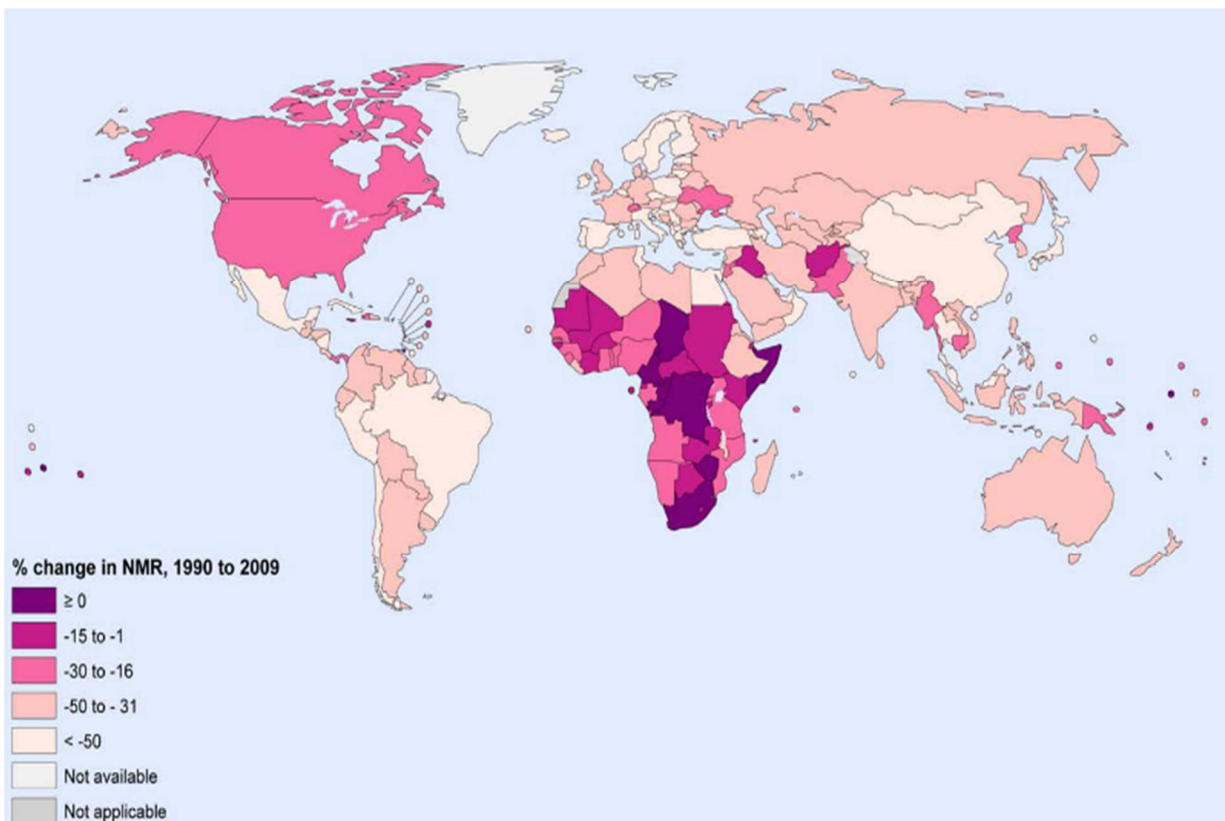 % change in NMR, 1990 to 2009
≥ 0
-15 to -1
-30 to -16
-50 to - 31
< -50
Not available
Not applicable